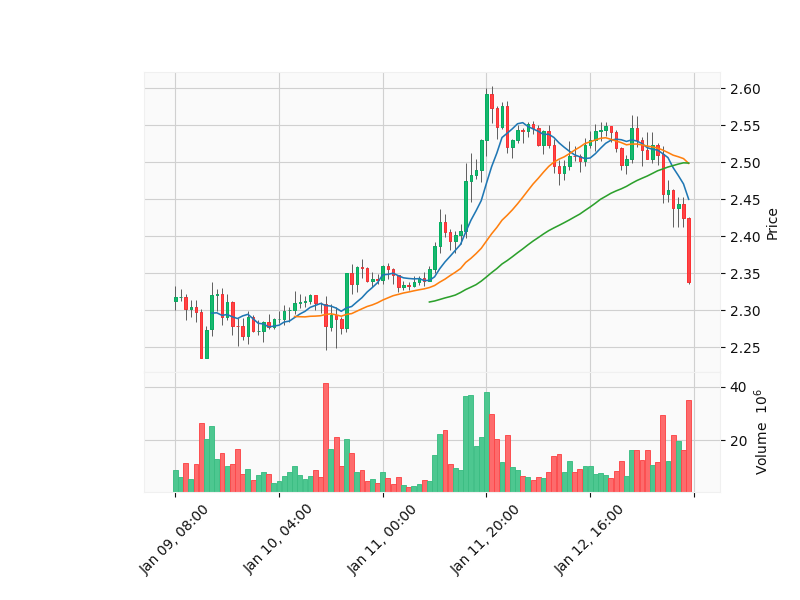 2.60
2.55
2.50
2.45
2.40
2.35
2.30
2.25
Price
40
20
Volume 10^6
Jan 09, 08:00
Jan 10, 04:00
Jan 11, 00:00
Jan 11, 20:00
Jan 12, 16:00